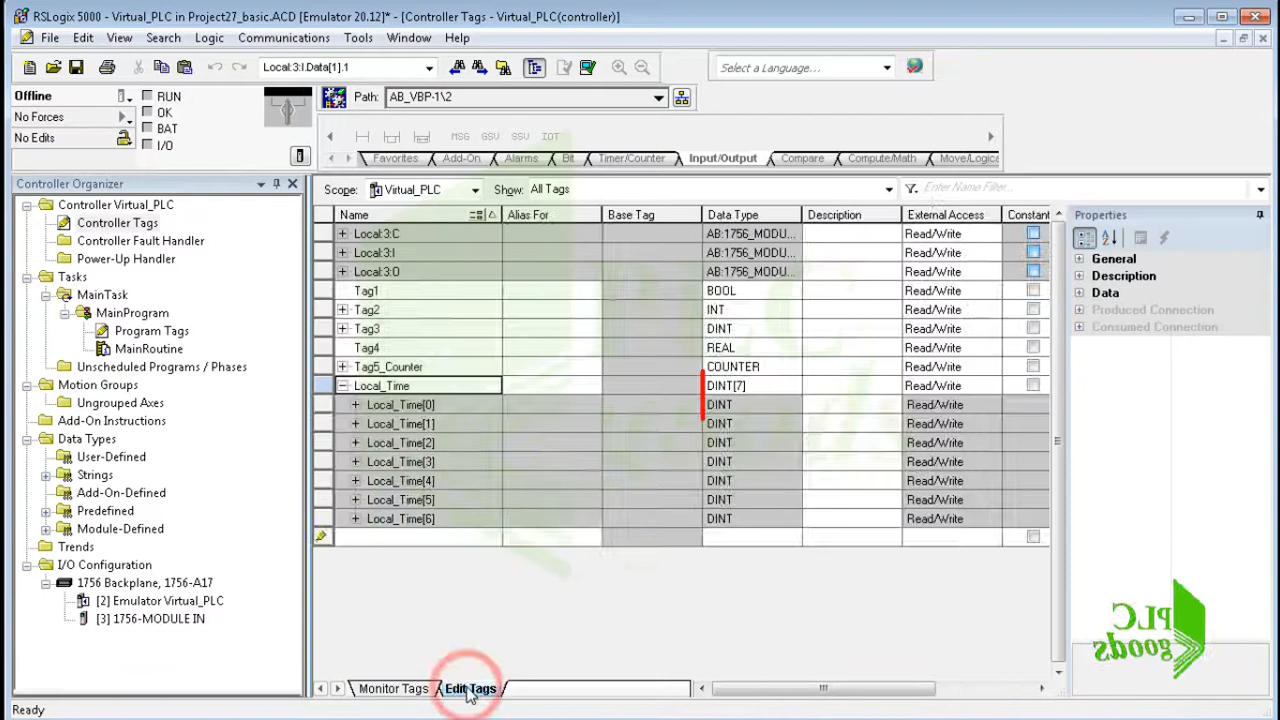 RSLogix 5000 - Virtual_PLC in Project27_basic.ACD [Emulator 20.12]* - [Controller Tags - Virtual_PLC(controller)]
File Edit View Search Logic Communications Tools Window Help
Local:3:I.Data[1].1 Select a Language...
Offline RUN Path: AB_VBP-1\2
No Forces OK
No Edits BAT
I/O
MSG GSV SSV IOT
Favorites Add-On Alarms Bit Timer/Counter Input/Output Compare Compute/Math Move/Logica
Controller Organizer
Controller Virtual_PLC
Controller Tags
Controller Fault Handler
Power-Up Handler
Tasks
MainTask
MainProgram
Program Tags
MainRoutine
Unscheduled Programs / Phases
Motion Groups
Ungrouped Axes
Add-On Instructions
Data Types
User-Defined
Strings
Add-On-Defined
Predefined
Module-Defined
Trends
I/O Configuration
1756 Backplane, 1756-A17
[2] Emulator Virtual_PLC
[3] 1756-MODULE IN
Scope: Virtual_PLC Show: All Tags Enter Name Filter...
Name Alias For Base Tag Data Type Description External Access Constant
Local:3:C AB:1756_MODU... Read/Write
Local:3:I AB:1756_MODU... Read/Write
Local:3:O AB:1756_MODU... Read/Write
Tag1 BOOL Read/Write
Tag2 INT Read/Write
Tag3 DINT Read/Write
Tag4 REAL Read/Write
Tag5_Counter COUNTER Read/Write
Local_Time DINT[7] Read/Write
Local_Time[0] DINT Read/Write
Local_Time[1] DINT Read/Write
Local_Time[2] DINT Read/Write
Local_Time[3] DINT Read/Write
Local_Time[4] DINT Read/Write
Local_Time[5] DINT Read/Write
Local_Time[6] DINT Read/Write
Properties
General
Description
Data
Produced Connection
Consumed Connection
PLC
goods
Monitor Tags Edit Tags
Ready